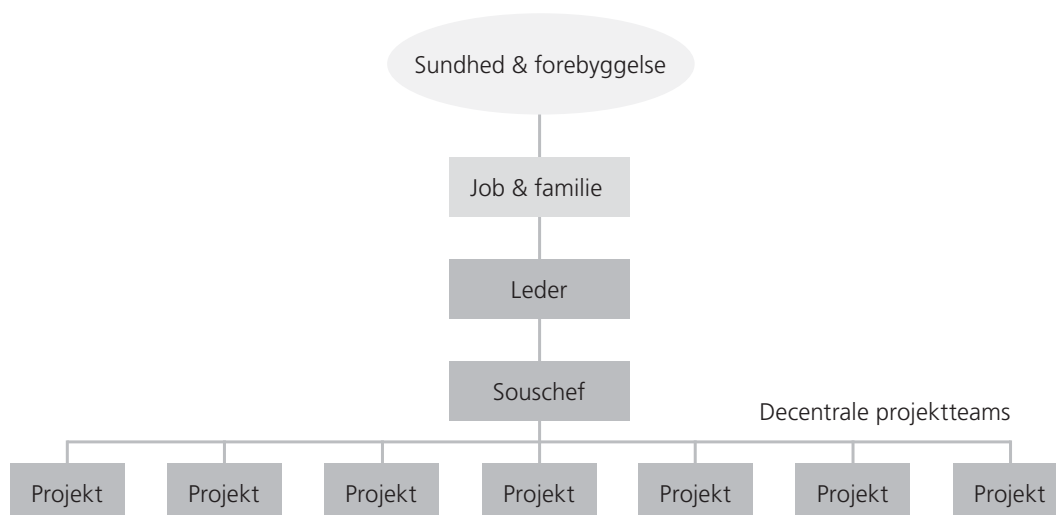 Sundhed & forebyggelse
Job & familie
Leder
Souschef
Decentrale projektteams
Projekt
Projekt
Projekt
Projekt
Projekt
Projekt
Projekt